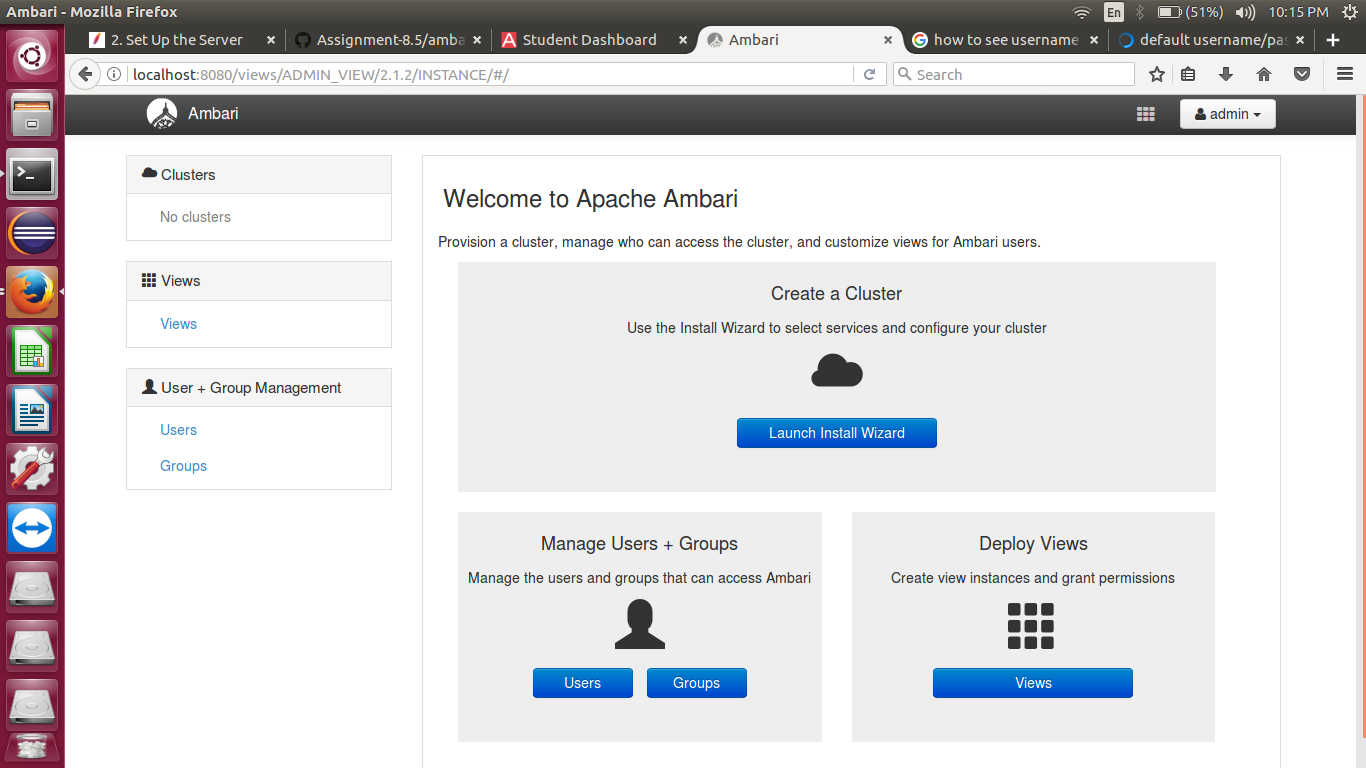 Ambari - Mozilla Firefox
En
(51%)
10:15 PM
2. Set Up the Server
Assignment-8.5/amba
Student Dashboard
Ambari
how to see username
default username/pas
localhost:8080/views/ADMIN_VIEW/2.1.2/INSTANCE/#/
Search
Ambari
admin
Clusters
No clusters
Views
Views
User + Group Management
Users
Groups
Welcome to Apache Ambari
Provision a cluster, manage who can access the cluster, and customize views for Ambari users.
Create a Cluster
Use the Install Wizard to select services and configure your cluster
Launch Install Wizard
Manage Users + Groups
Manage the users and groups that can access Ambari
Users
Groups
Deploy Views
Create view instances and grant permissions
Views